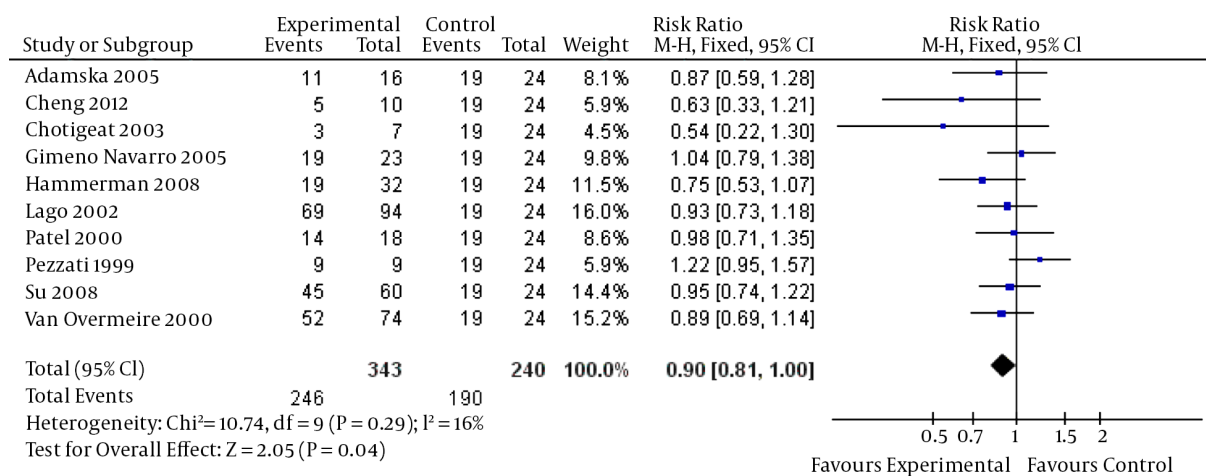 Experimental Control Risk Ratio Risk Ratio
Study or Subgroup Events Total Events Total Weight M-H, Fixed, 95% CI M-H, Fixed, 95% CI
Adamska 2005 11 16 19 24 8.1% 0.87 [0.59, 1.28]
Cheng 2012 5 10 19 24 5.9% 0.63 [0.33, 1.21]
Chotigeat 2003 3 7 19 24 4.5% 0.54 [0.22, 1.30]
Gimeno Navarro 2005 19 23 19 24 9.8% 1.04 [0.79, 1.38]
Hammerman 2008 19 32 19 24 11.5% 0.75 [0.53, 1.07]
Lago 2002 69 94 19 24 16.0% 0.93 [0.73, 1.18]
Patel 2000 14 18 19 24 8.6% 0.98 [0.71, 1.35]
Pezzati 1999 9 9 19 24 5.9% 1.22 [0.95, 1.57]
Su 2008 45 60 19 24 14.4% 0.95 [0.74, 1.22]
Van Overmeire 2000 52 74 19 24 15.2% 0.89 [0.69, 1.14]
Total (95% Cl) 343 240 100.0% 0.90 [0.81, 1.00]
Total Events 246 190
Heterogeneity: Chi²= 10.74, df = 9 (P = 0.29); l² = 16%
Test for Overall Effect: Z = 2.05 (P = 0.04)
0.5 0.7 1 1.5 2
Favours Experimental Favours Control